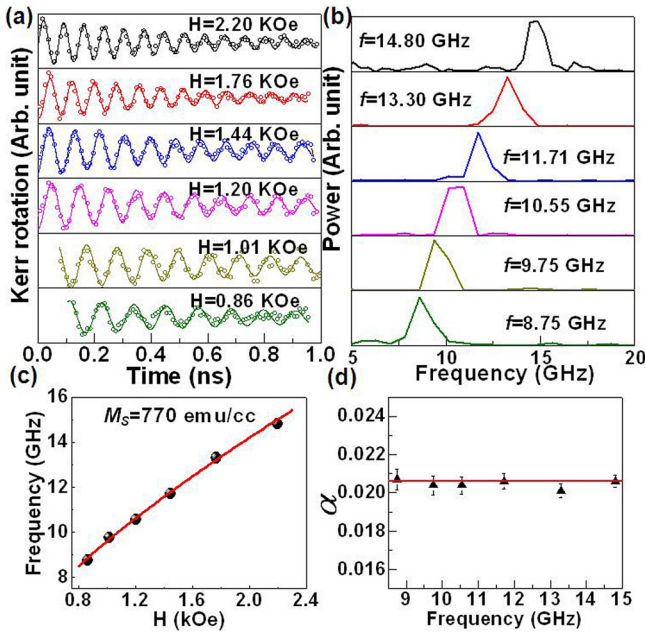 (a)
H=2.20 KOe
H=1.76 KOe
H=1.44 KOe
H=1.20 KOe
H=1.01 KOe
H=0.86 KOe
Kerr rotation (Arb. unit)
0.0 0.2 0.4 0.6 0.8 1.0
Time (ns)
(b)
f=14.80 GHz
f=13.30 GHz
f=11.71 GHz
f=10.55 GHz
f=9.75 GHz
f=8.75 GHz
Power (Arb. unit)
5 10 15 20
Frequency (GHz)
(c)
MS=770 emu/cc
Frequency (GHz)
16
14
12
10
8
0.8 1.2 1.6 2.0 2.4
H (kOe)
(d)
α
0.024
0.022
0.020
0.018
0.016
9 10 11 12 13 14 15
Frequency (GHz)